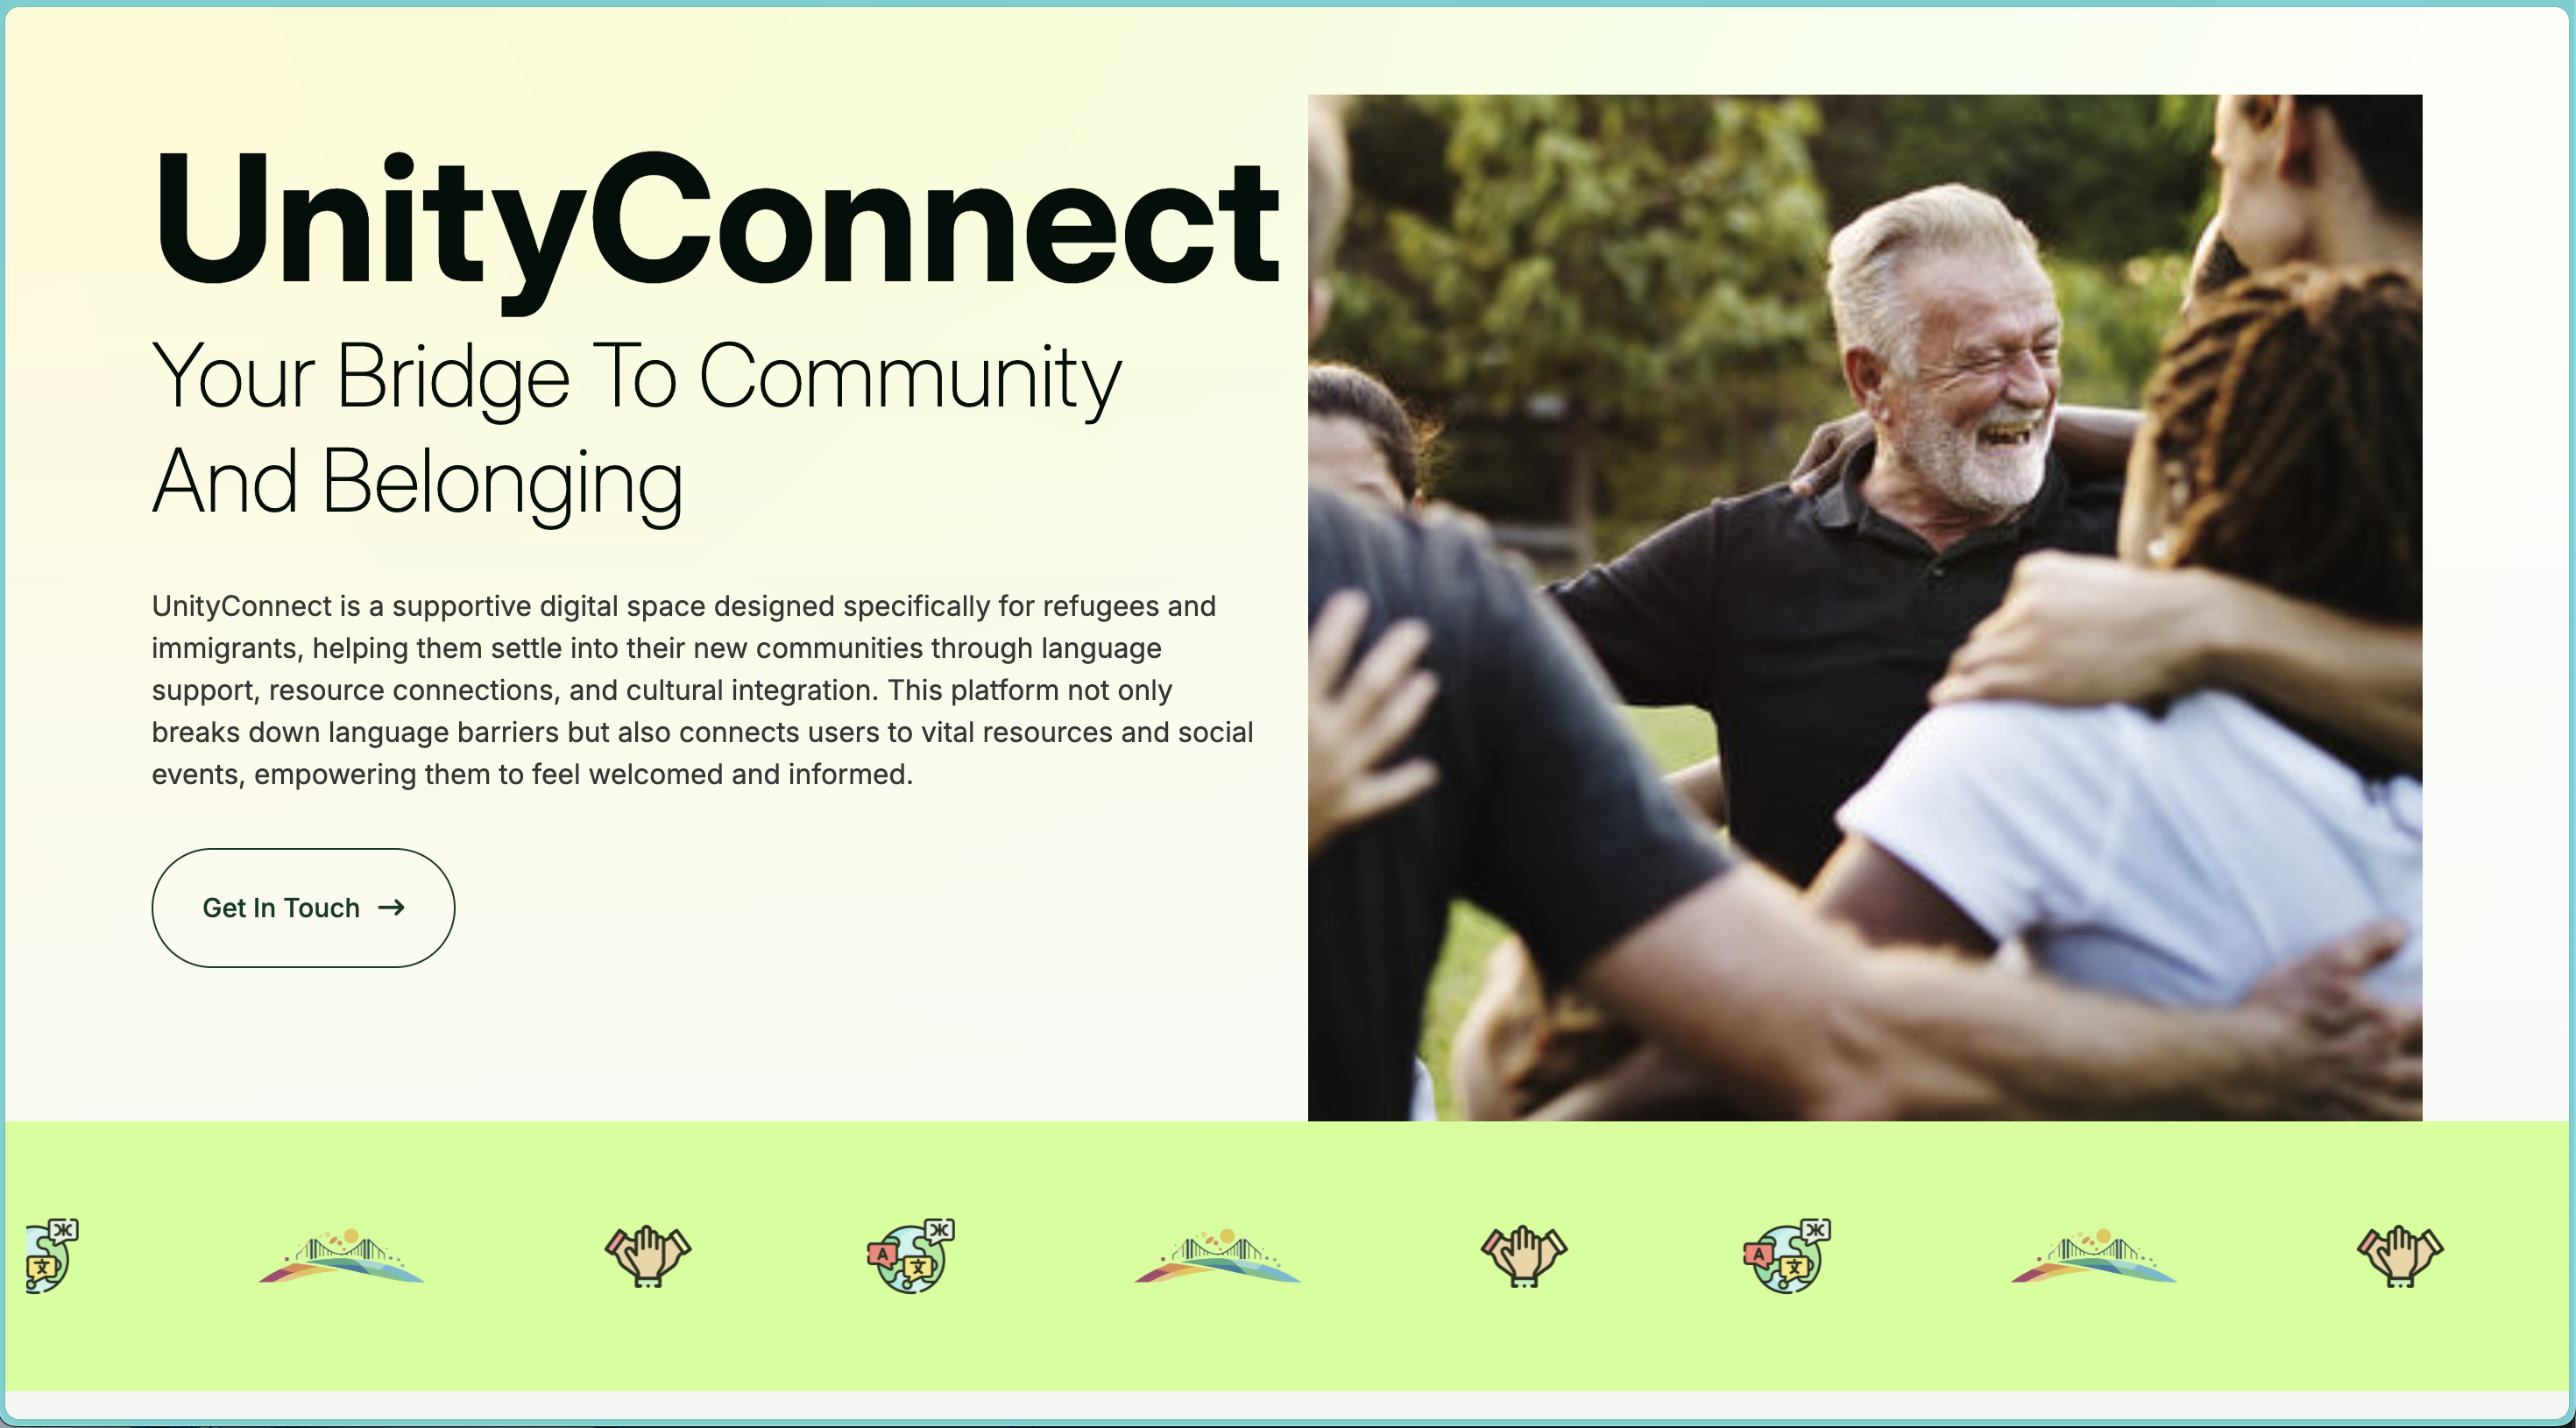 UnityConnect
Your Bridge To Community
And Belonging
UnityConnect is a supportive digital space designed specifically for refugees and
immigrants, helping them settle into their new communities through language
support, resource connections, and cultural integration. This platform not only
breaks down language barriers but also connects users to vital resources and social
events, empowering them to feel welcomed and informed.
Get In Touch →
Ж
文
A
Ж
文
A
Ж
文